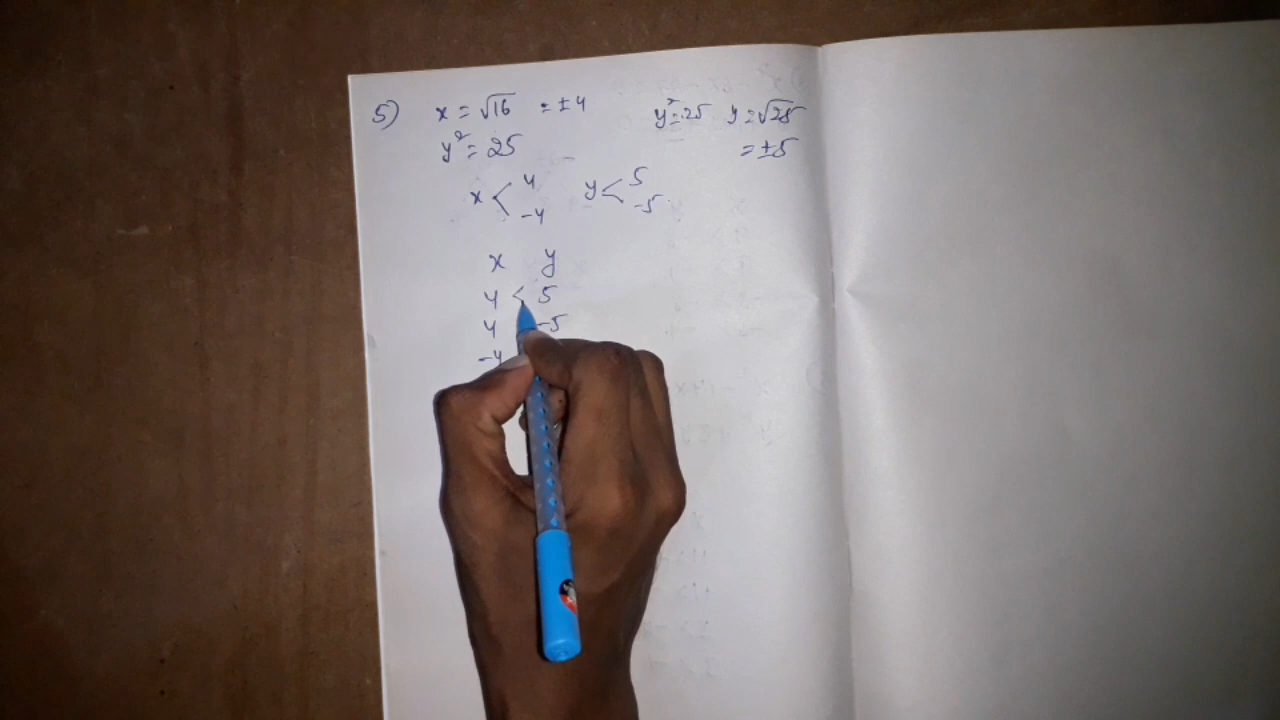 5) x = √16 = ±4 y² = 25 y = √25
y² = 25 = ±5
x < 4 -4 y < 5 -5
x y
4 < 5
4 -5
-4